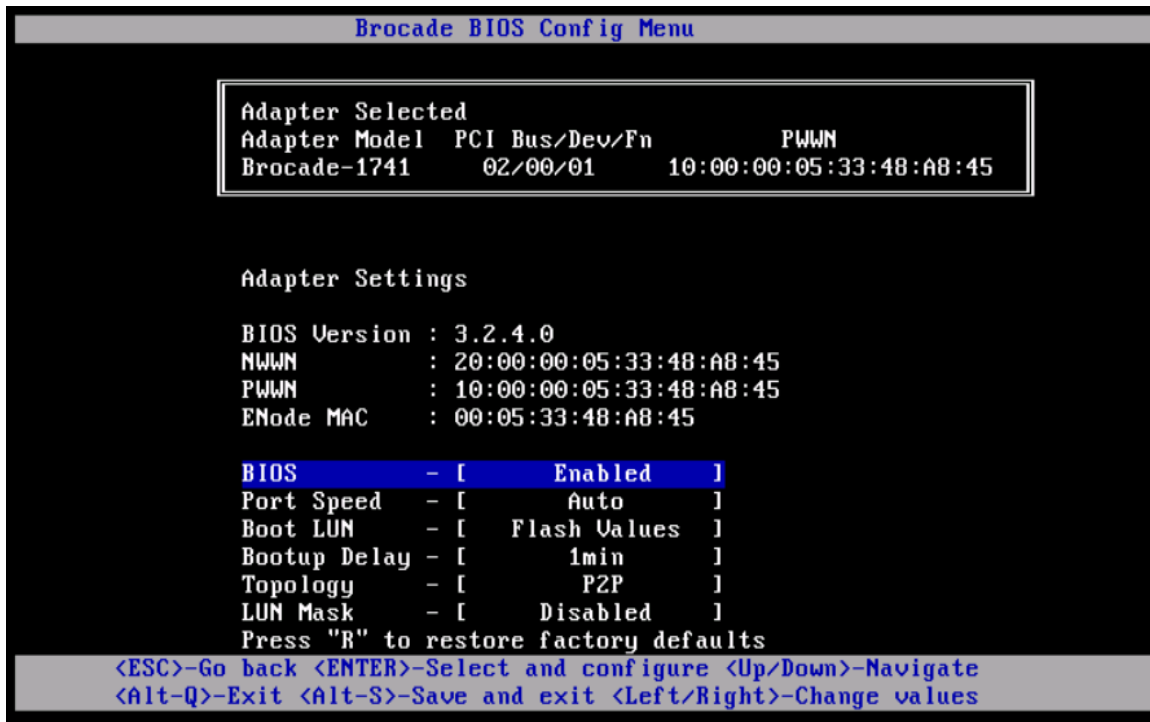 Brocade BIOS Config Menu
Adapter Selected
Adapter Model PCI Bus/Dev/Fn PWWN
Brocade-1741 02/00/01 10:00:00:05:33:48:A8:45
Adapter Settings
BIOS Version : 3.2.4.0
NWWN : 20:00:00:05:33:48:A8:45
PWWN : 10:00:00:05:33:48:A8:45
ENode MAC : 00:05:33:48:A8:45
BIOS - [ Enabled ]
Port Speed - [ Auto ]
Boot LUN - [ Flash Values ]
Bootup Delay - [ 1min ]
Topology - [ P2P ]
LUN Mask - [ Disabled ]
Press "R" to restore factory defaults
<ESC>-Go back <ENTER>-Select and configure <Up/Down>-Navigate
<Alt-Q>-Exit <Alt-S>-Save and exit <Left/Right>-Change values